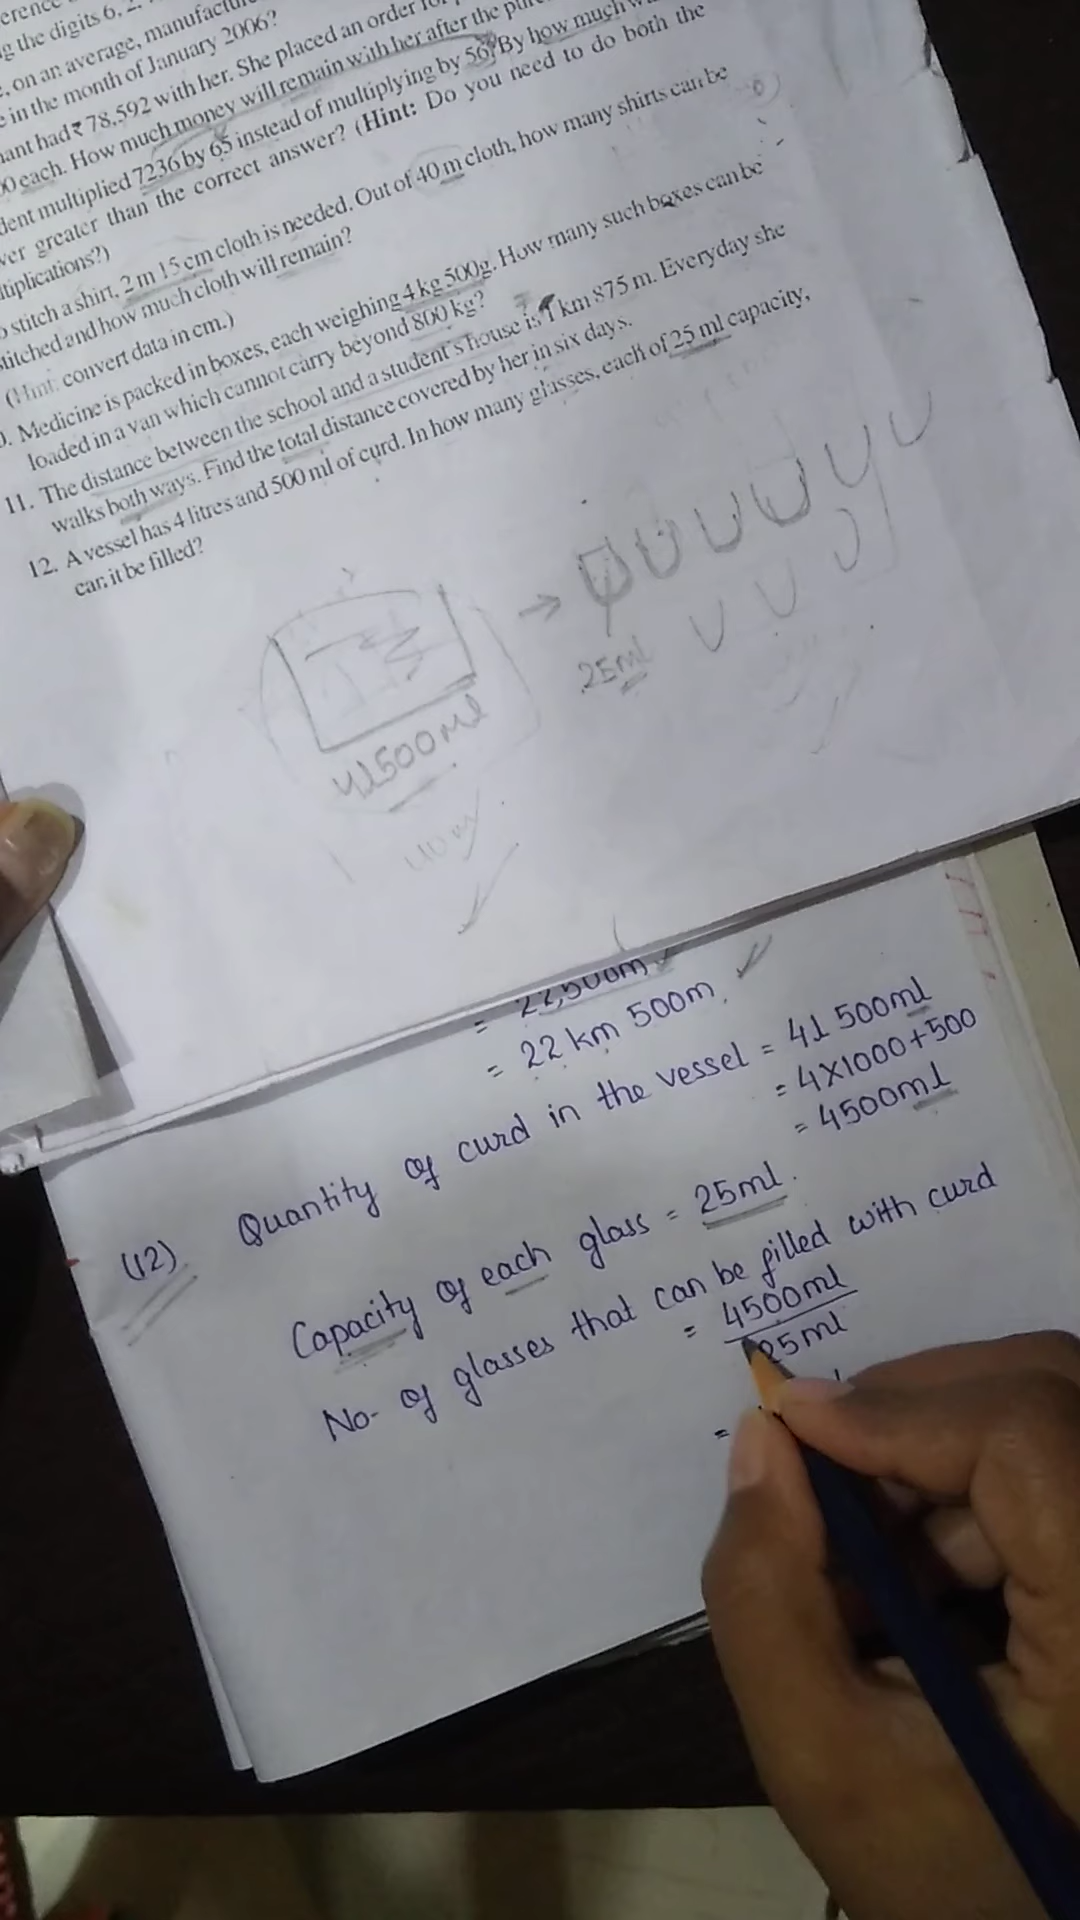 g the digits 6, 2,
e, on an average, manufactu
e in the month of January 2006?
hant had ₹ 78,592 with her. She placed an order for
00 each. How much money will remain with her after the pur
dent multiplied 7236 by 65 instead of multiplying by 56. By how much w
ver greater than the correct answer? (Hint: Do you need to do both the
ltiplications?)
o stitch a shirt, 2 m 15 cm cloth is needed. Out of 40 m cloth, how many shirts can be
stitched and how much cloth will remain?
(Hint: convert data in cm.)
0. Medicine is packed in boxes, each weighing 4 kg 500g. How many such boxes can be
loaded in a van which cannot carry beyond 800 kg?
11. The distance between the school and a student's house is 1 km 875 m. Everyday she
walks both ways. Find the total distance covered by her in six days.
12. A vessel has 4 litres and 500 ml of curd. In how many glasses, each of 25 ml capacity,
can it be filled?
25ml
4l500ml
= 22,500m
= 22 km 500m.
(12) Quantity of curd in the vessel = 4l 500ml
= 4X1000+500
= 4500ml
Capacity of each glass = 25ml.
No- of glasses that can be filled with curd
= 4500ml
25ml
=